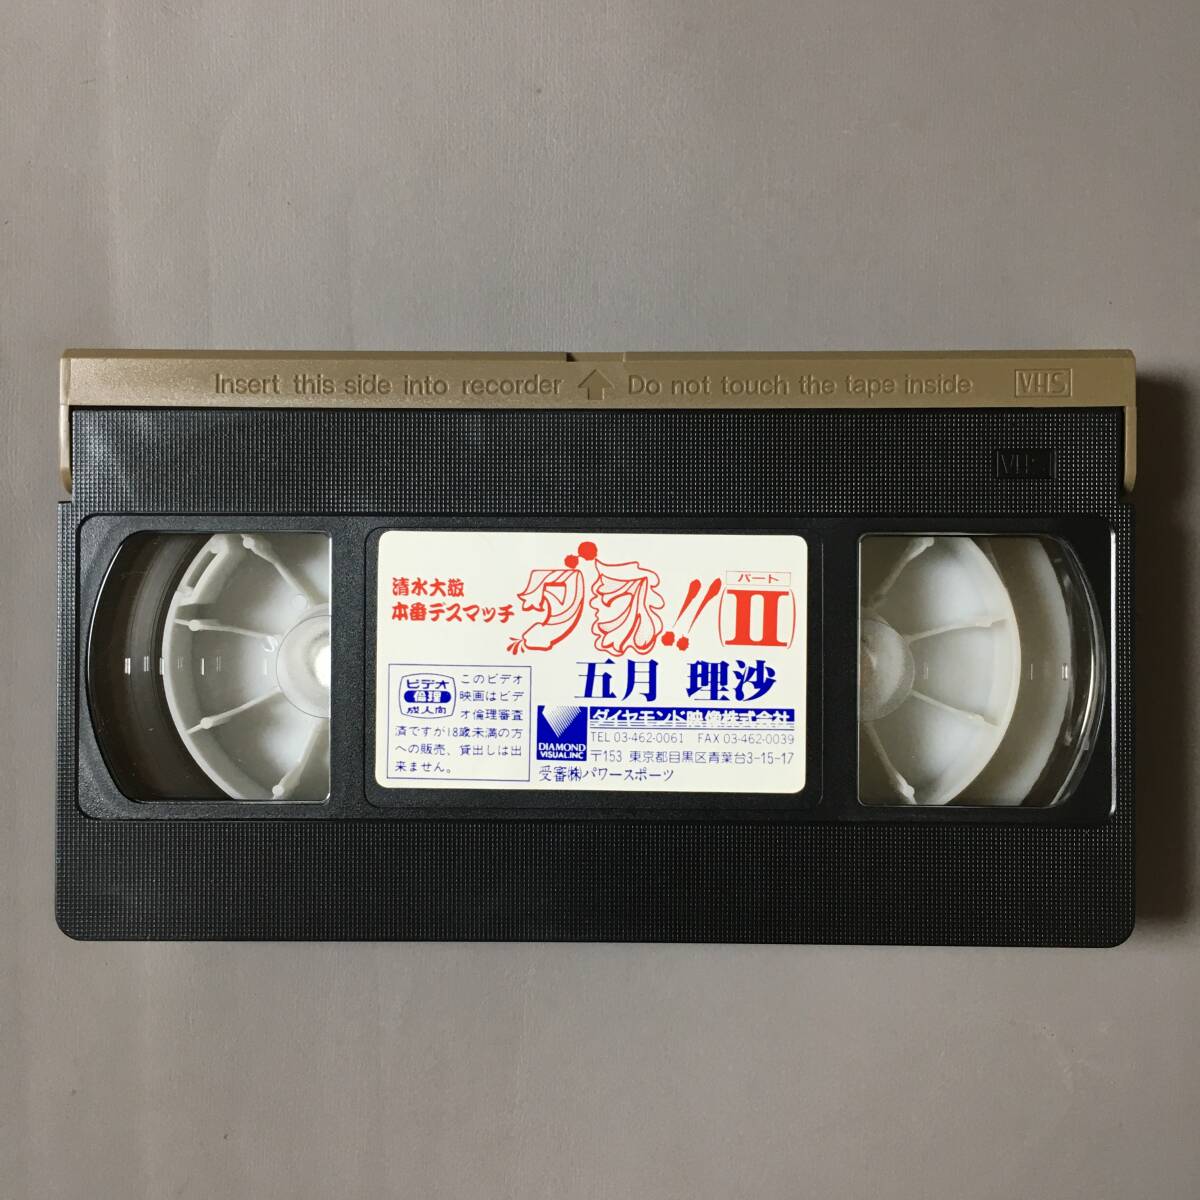 Insert this side into recorder Do not touch the tape inside VHS
VHS
清水大敬
本番デスマッチ
!!
パート
II
五月 理沙
ビデオ
倫理
成人向
このビデオ
映画はビデ
オ倫理審査
済ですが18歳未満の方
への販売、貸出しは出
来ません。
DIAMOND
VISUAL.INC
ダイヤモンド映像株式会社
TEL 03-462-0061 FAX 03-462-0039
〒153 東京都目黒区青葉台3-15-17
受審㈱パワースポーツ